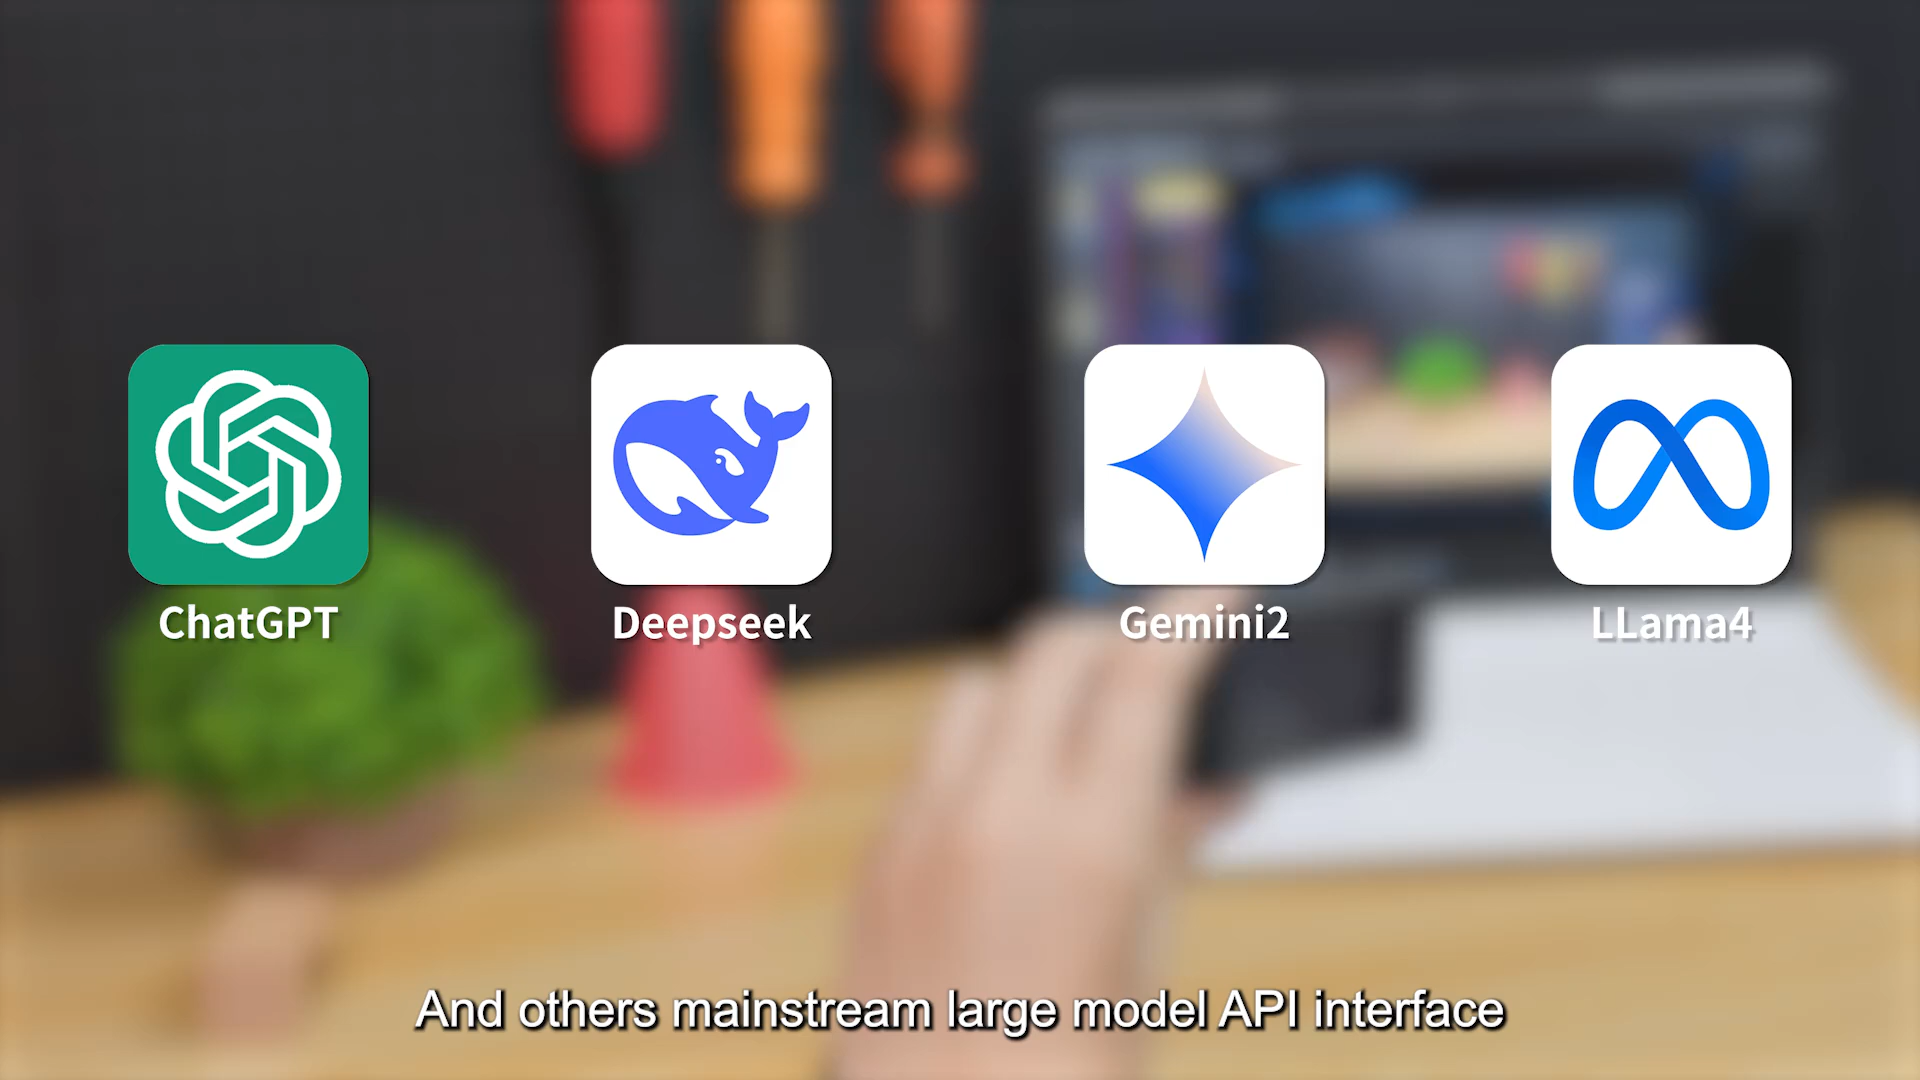 ChatGPT
Deepseek
Gemini2
LLama4
And others mainstream large model API interface